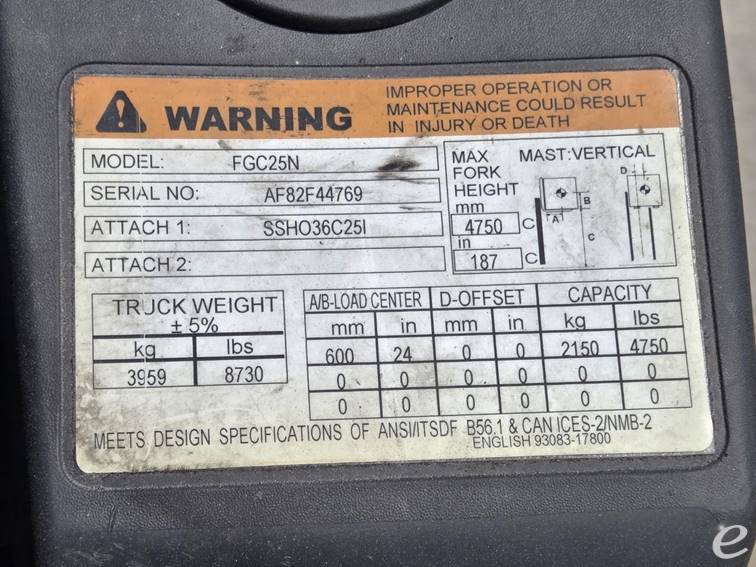 WARNING
IMPROPER OPERATION OR
MAINTENANCE COULD RESULT
IN INJURY OR DEATH
MODEL: FGC25N
SERIAL NO: AF82F44769
ATTACH 1: SSHO36C25I
ATTACH 2:
MAX FORK HEIGHT
MAST:VERTICAL
mm
4750 C
in
187 C
A
B
C
D
TRUCK WEIGHT
± 5%
kg lbs
3959 8730
A/B-LOAD CENTER D-OFFSET CAPACITY
mm in mm in kg lbs
600 24 0 0 2150 4750
0 0 0 0 0 0
0 0 0 0 0 0
MEETS DESIGN SPECIFICATIONS OF ANSI/ITSDF B56.1 & CAN ICES-2/NMB-2
ENGLISH 93083-17800
e